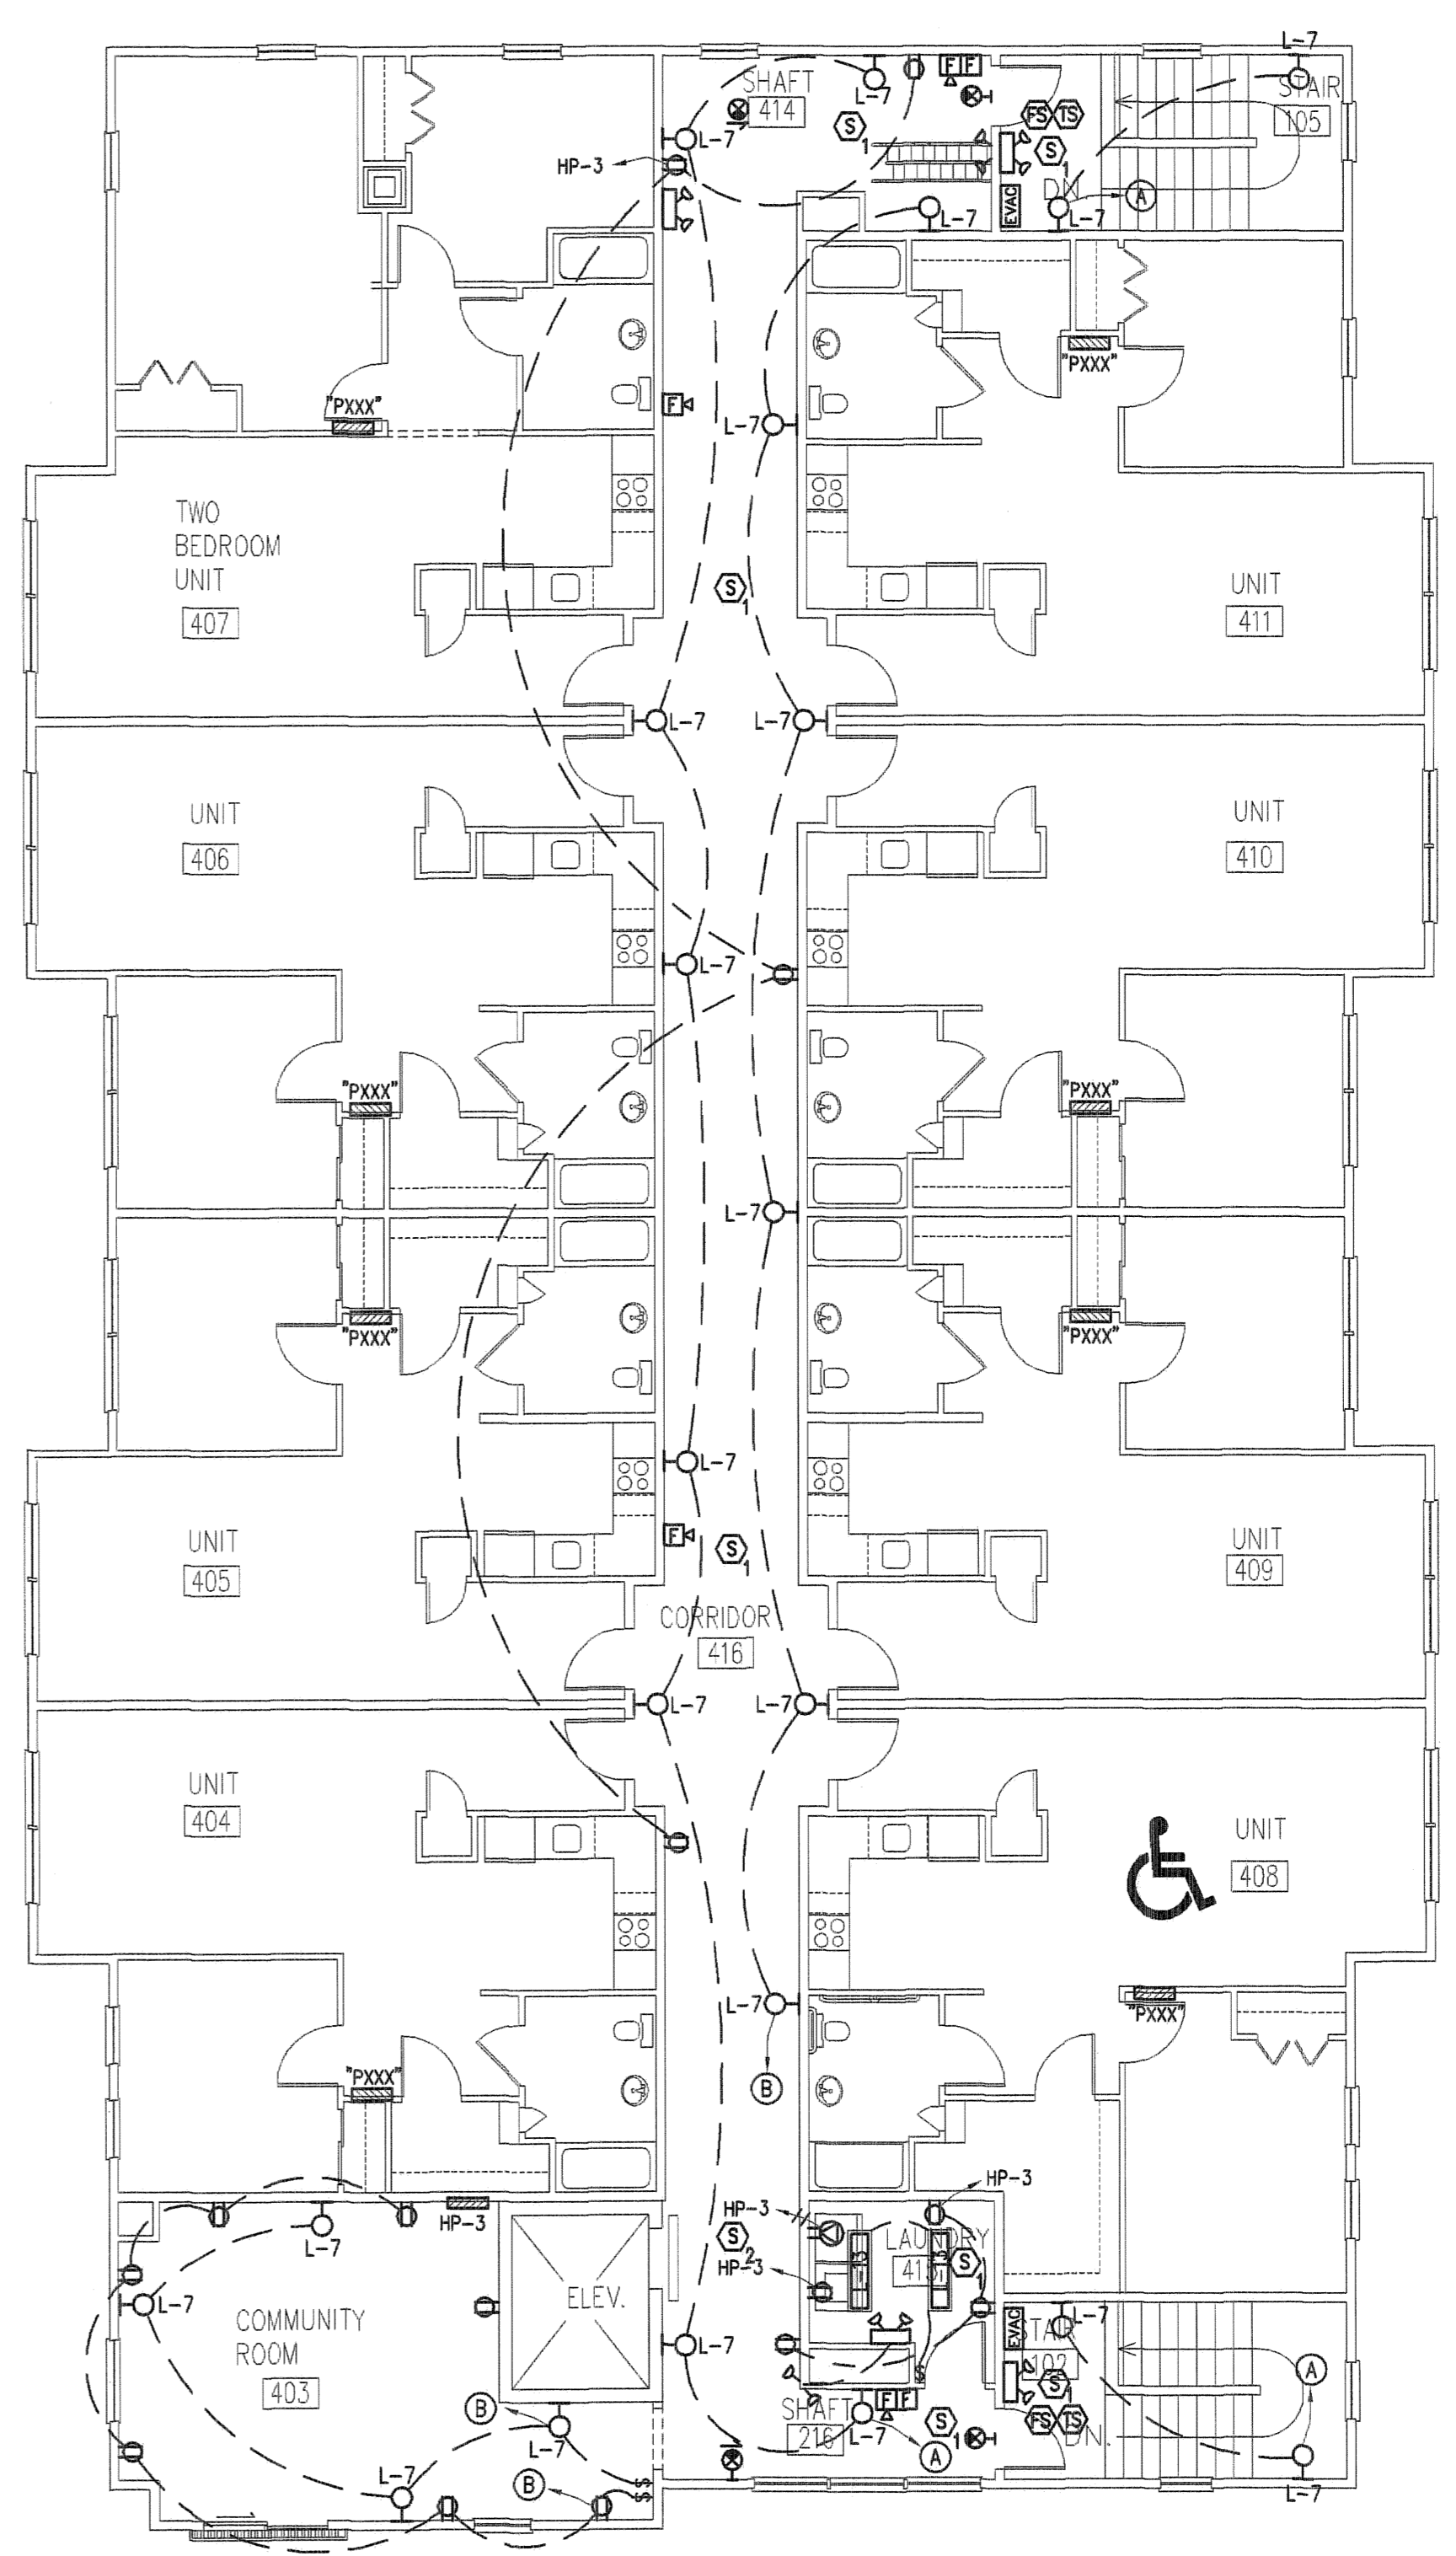 L-7
SHAFT
414
L-7
F F
STAIR
105
S
1
FS TS
L-7
HP-3
S
1
DN
A
EVAC
L-7
L-7
"PXXX"
"PXXX"
F
L-7
TWO
BEDROOM
UNIT
407
S
1
UNIT
411
L-7
L-7
UNIT
406
UNIT
410
L-7
"PXXX"
"PXXX"
L-7
"PXXX"
"PXXX"
L-7
F
S
1
UNIT
405
UNIT
409
CORRIDOR
416
L-7
L-7
UNIT
404
UNIT
408
L-7
"PXXX"
B
"PXXX"
HP-3
HP-3
HP-3
L-7
S
2
LAUNDRY
S
1
HP-3
L-13
L-13
L-7
COMMUNITY
ROOM
403
ELEV.
EVAC
L-7
STAIR
102
L-7
S
1
A
B
L-7
SHAFT
216
F F
L-7
S
1
FS TS
DN.
A
L-7
B
L-7